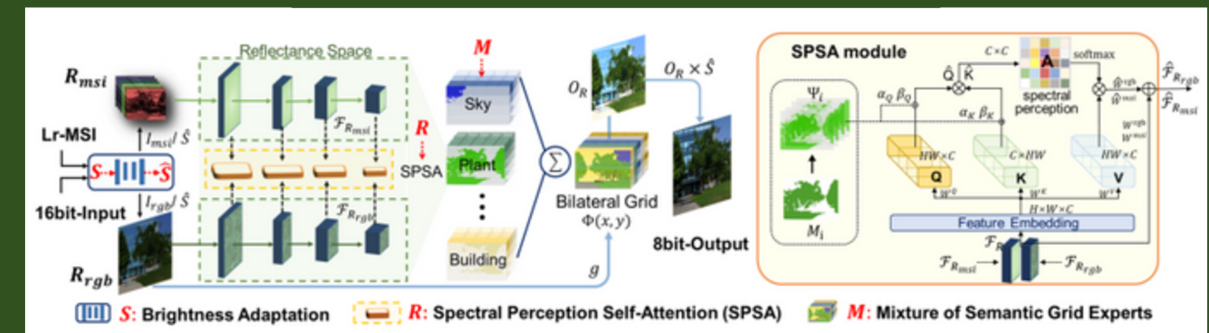 Reflectance Space
R_msi
Lr-MSI
I_msi / Ŝ
S
Ŝ
16bit-Input
I_rgb / Ŝ
R_rgb
ℱ_R_msi
ℱ_R_rgb
R
SPSA
M
Sky
Plant
Building
Σ
O_R
O_R × Ŝ
Bilateral Grid
Φ(x, y)
g
8bit-Output
SPSA module
Ψ_i
M_i
α_Q β_Q
α_K β_K
Q̂ K̂
C×C
A
softmax
spectral
perception
Ŵ^rgb
Ŵ^msi
W^rgb
W^msi
ℱ̂_R_rgb
ℱ̂_R_msi
HW×C
C×HW
HW×C
Q
K
V
W^Q
W^K
W^V
H×W×C
Feature Embedding
ℱ_R
ℱ_R_msi
ℱ_R_rgb
S: Brightness Adaptation
R: Spectral Perception Self-Attention (SPSA)
M: Mixture of Semantic Grid Experts